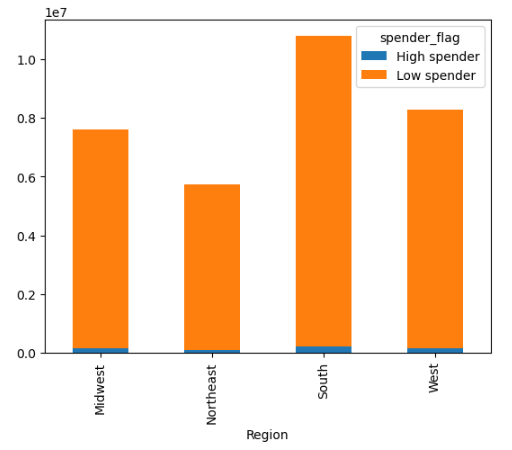 1e7
spender_flag
High spender
Low spender
1.0
0.8
0.6
0.4
0.2
0.0
Midwest
Northeast
South
West
Region